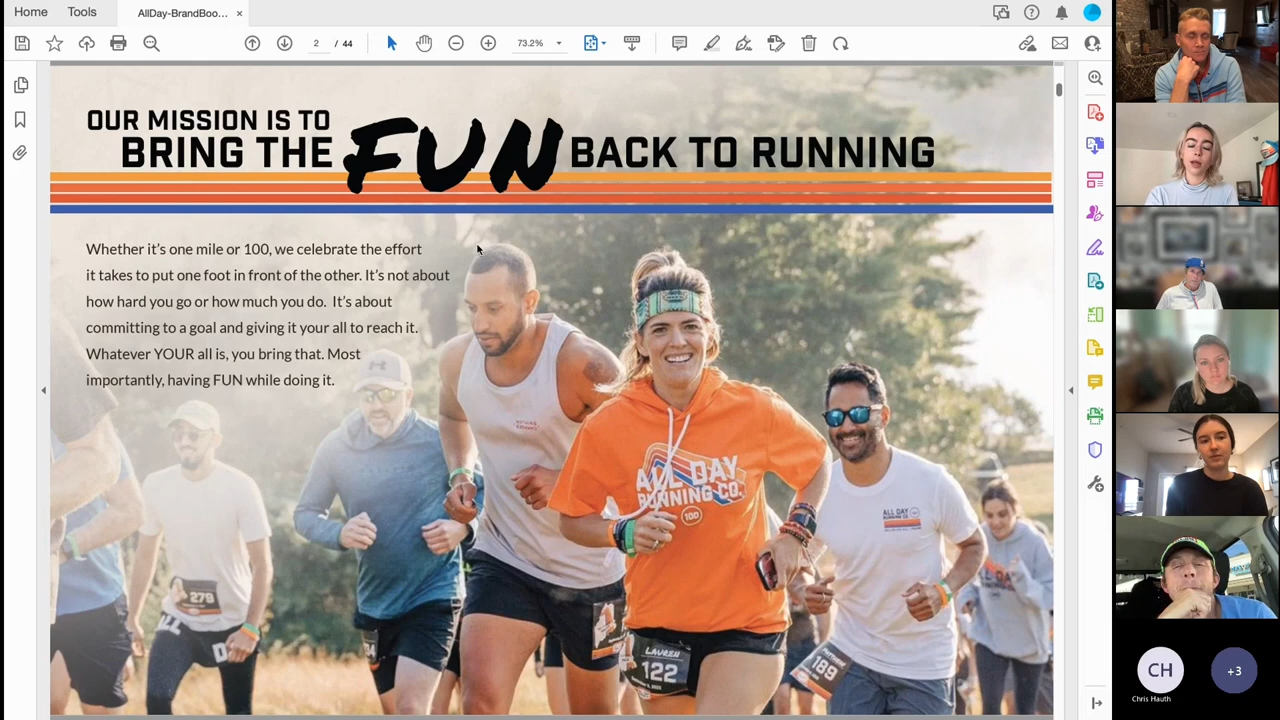 Home
Tools
AllDay-BrandBoo...
2
/ 44
73.2%
OUR MISSION IS TO
BRING THE FUN BACK TO RUNNING
Whether it's one mile or 100, we celebrate the effort
it takes to put one foot in front of the other. It's not about
how hard you go or how much you do. It's about
committing to a goal and giving it your all to reach it.
Whatever YOUR all is, you bring that. Most
importantly, having FUN while doing it.
ALL DAY
RUNNING CO.
100
ALL DAY
RUNNING CO.
279
LAUREN
122
189
CH
Chris Hauth
+3